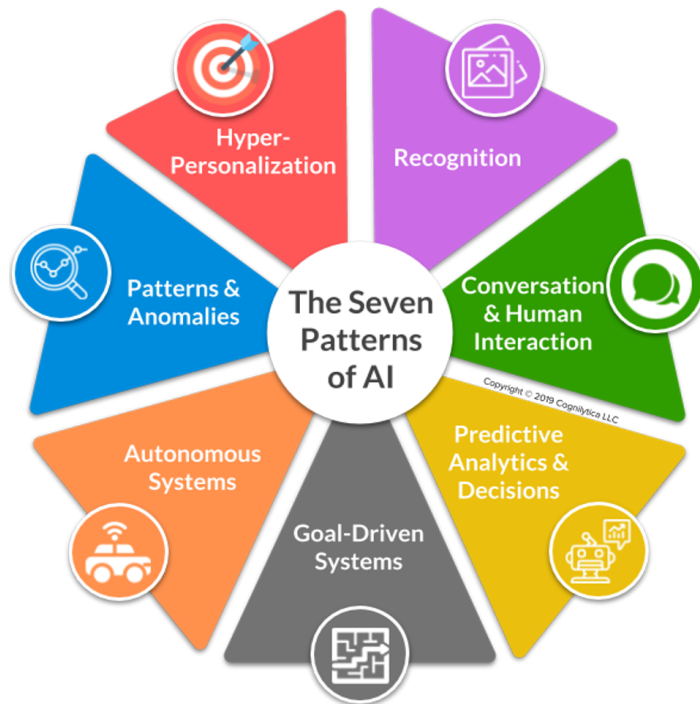 The Seven
Patterns
of AI
Hyper-
Personalization
Recognition
Conversation
& Human
Interaction
Copyright © 2019 Cognilytica LLC
Predictive
Analytics &
Decisions
Goal-Driven
Systems
Autonomous
Systems
Patterns &
Anomalies